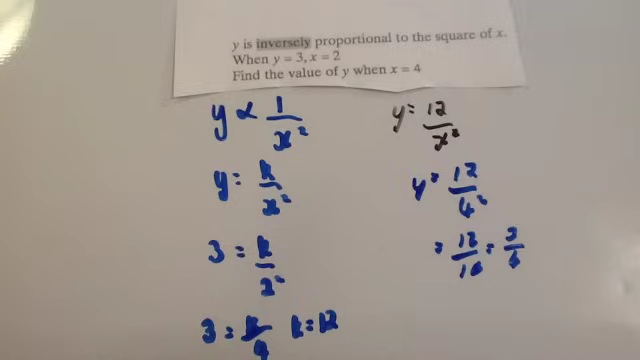 y is inversely proportional to the square of x.
When y = 3, x = 2
Find the value of y when x = 4
y ∝ 1/x²
y = k/x²
3 = k/2²
3 = k/4 k = 12
y = 12/x²
y = 12/4²
= 12/16 = 3/4